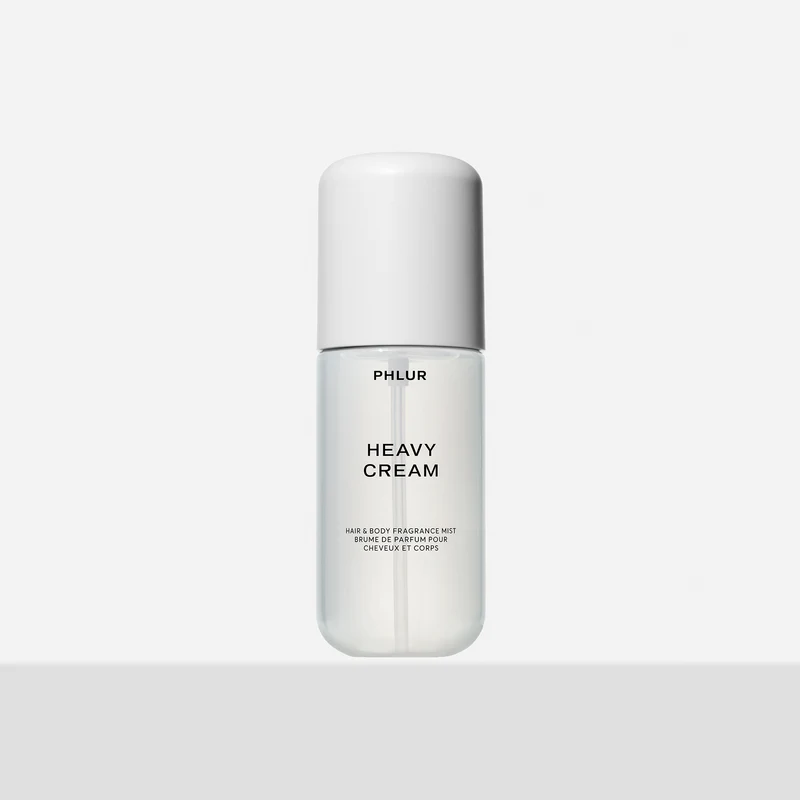 PHLUR
HEAVY
CREAM
HAIR & BODY FRAGRANCE MIST
BRUME DE PARFUM POUR
CHEVEUX ET CORPS